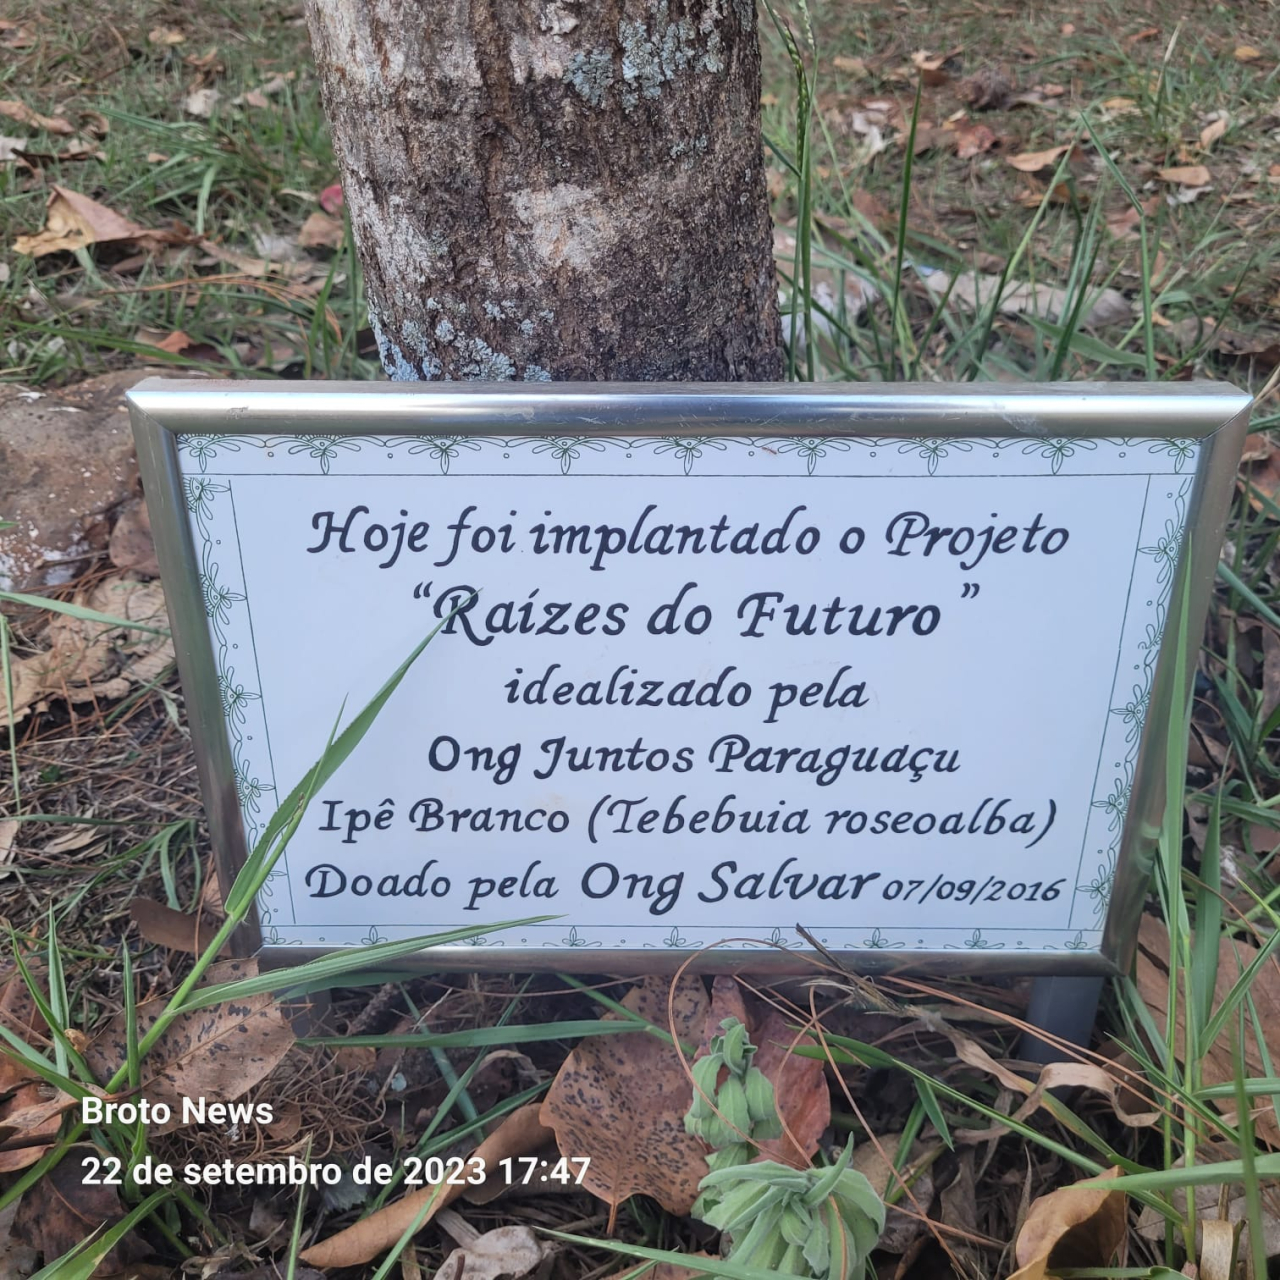 Hoje foi implantado o Projeto
“Raízes do Futuro”
idealizado pela
Ong Juntos Paraguaçu
Ipê Branco (Tebebuia roseoalba)
Doado pela Ong Salvar 07/09/2016
Broto News
22 de setembro de 2023 17:47